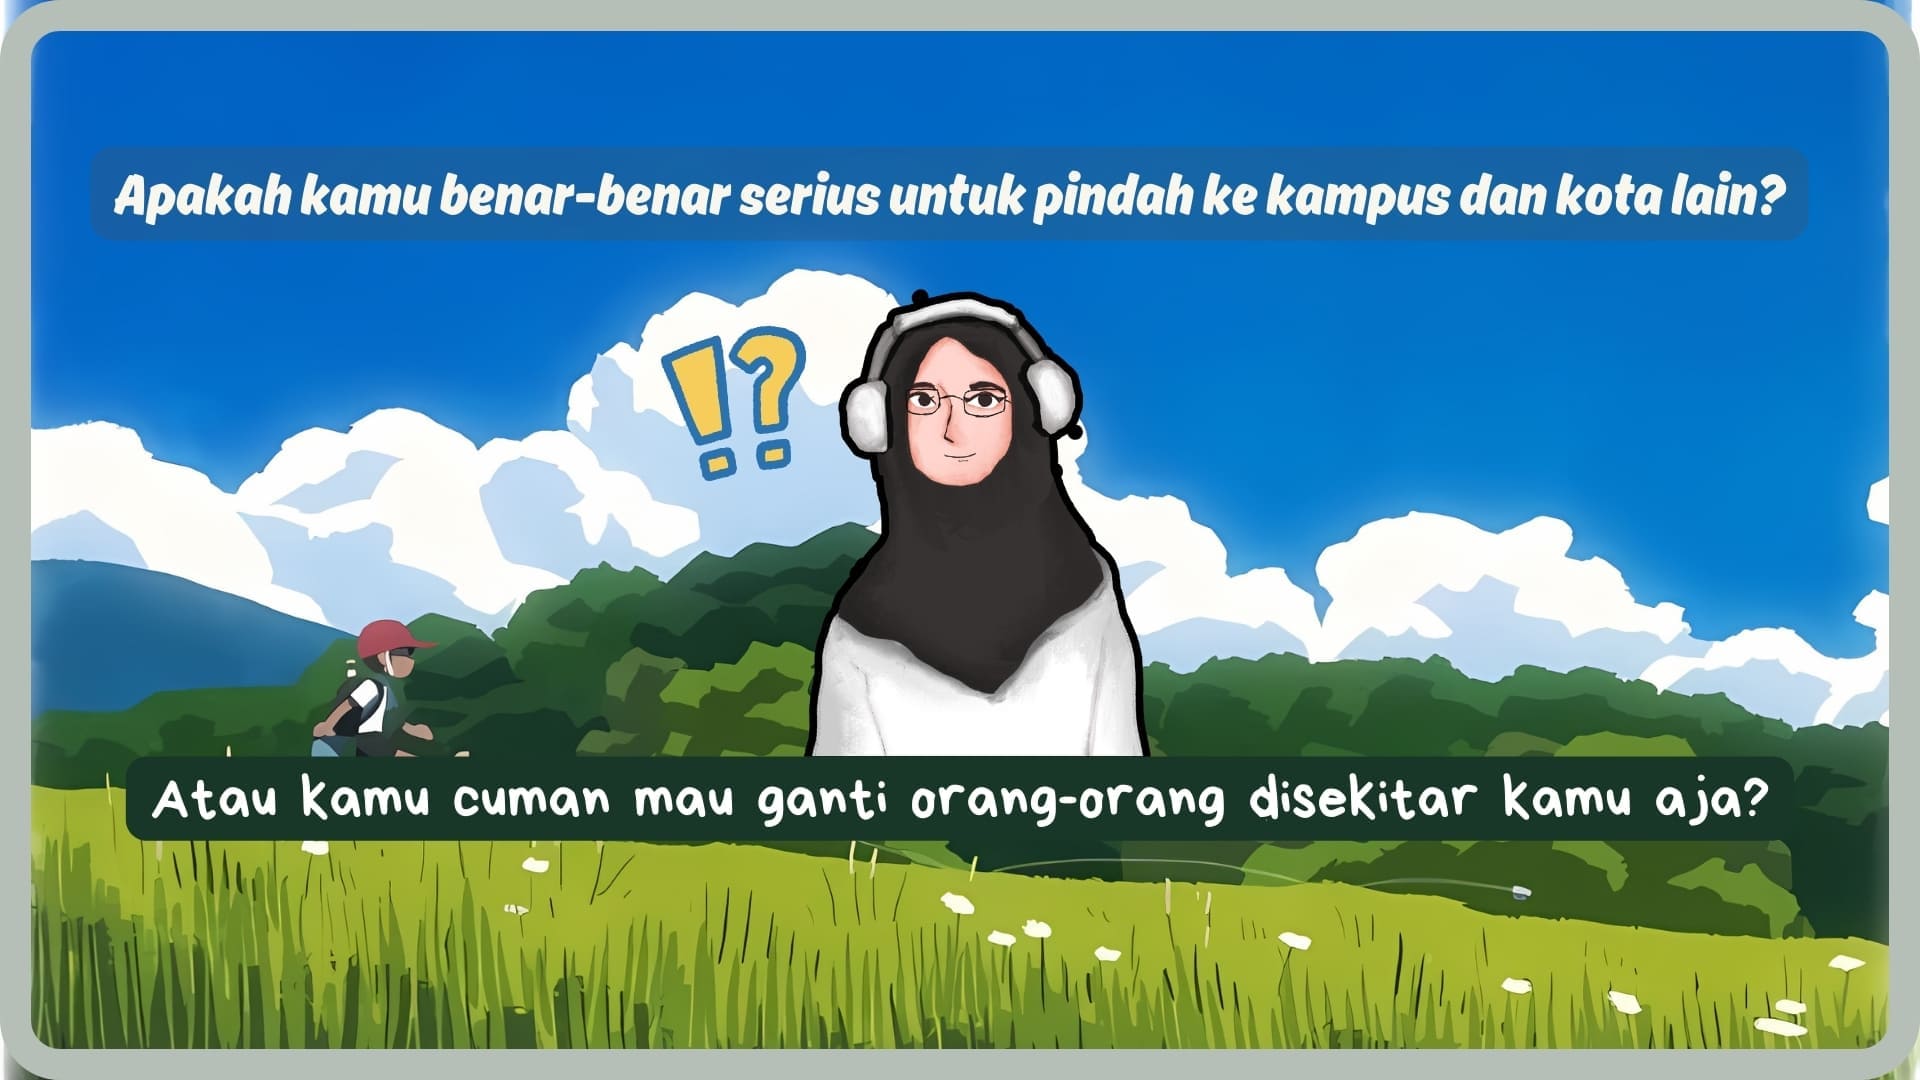 Apakah kamu benar-benar serius untuk pindah ke kampus dan kota lain?
!?
Atau kamu cuman mau ganti orang-orang disekitar kamu aja?